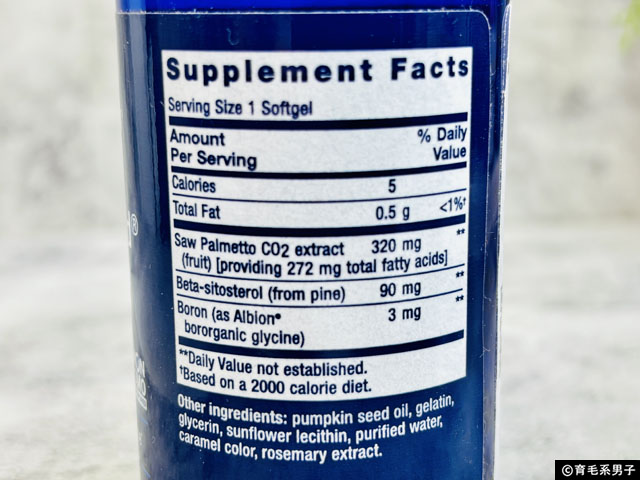 Supplement Facts
Serving Size 1 Softgel
Amount Per Serving % Daily Value
Calories 5
Total Fat 0.5 g <1%†
Saw Palmetto CO2 extract 320 mg **
(fruit) [providing 272 mg total fatty acids]
Beta-sitosterol (from pine) 90 mg **
Boron (as Albion® 3 mg **
bororganic glycine)
**Daily Value not established.
†Based on a 2000 calorie diet.
Other ingredients: pumpkin seed oil, gelatin,
glycerin, sunflower lecithin, purified water,
caramel color, rosemary extract.
©育毛系男子